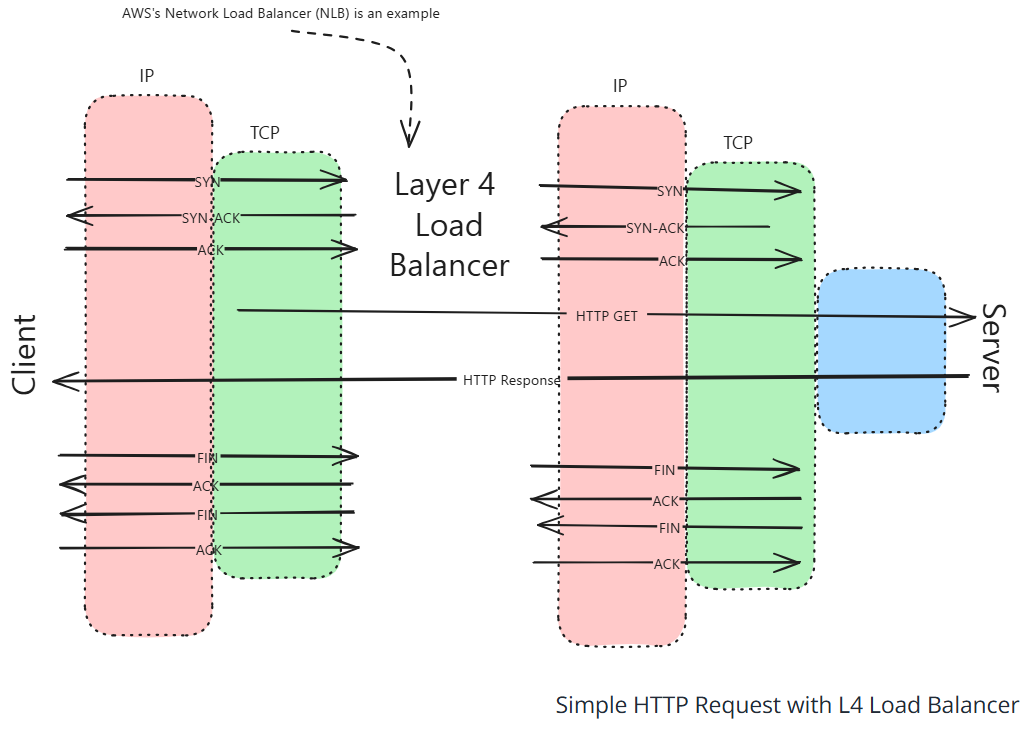 AWS's Network Load Balancer (NLB) is an example
IP
TCP
SYN
SYN-ACK
ACK
Layer 4
Load
Balancer
IP
TCP
SYN
SYN-ACK
ACK
HTTP GET
HTTP Response
Client
Server
FIN
ACK
FIN
ACK
FIN
ACK
FIN
ACK
Simple HTTP Request with L4 Load Balancer